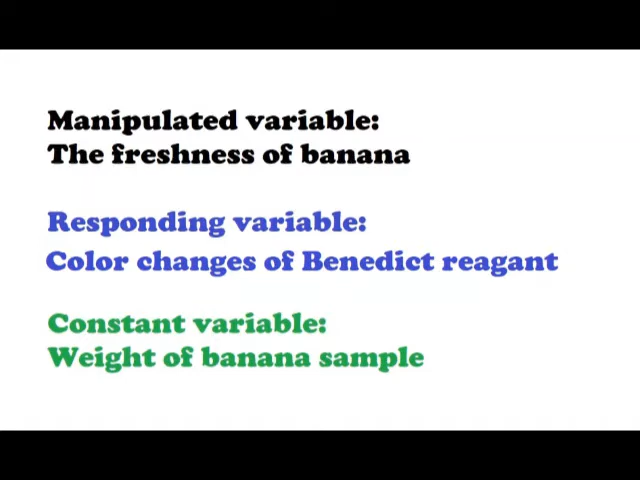 Manipulated variable:
The freshness of banana
Responding variable:
Color changes of Benedict reagant
Constant variable:
Weight of banana sample